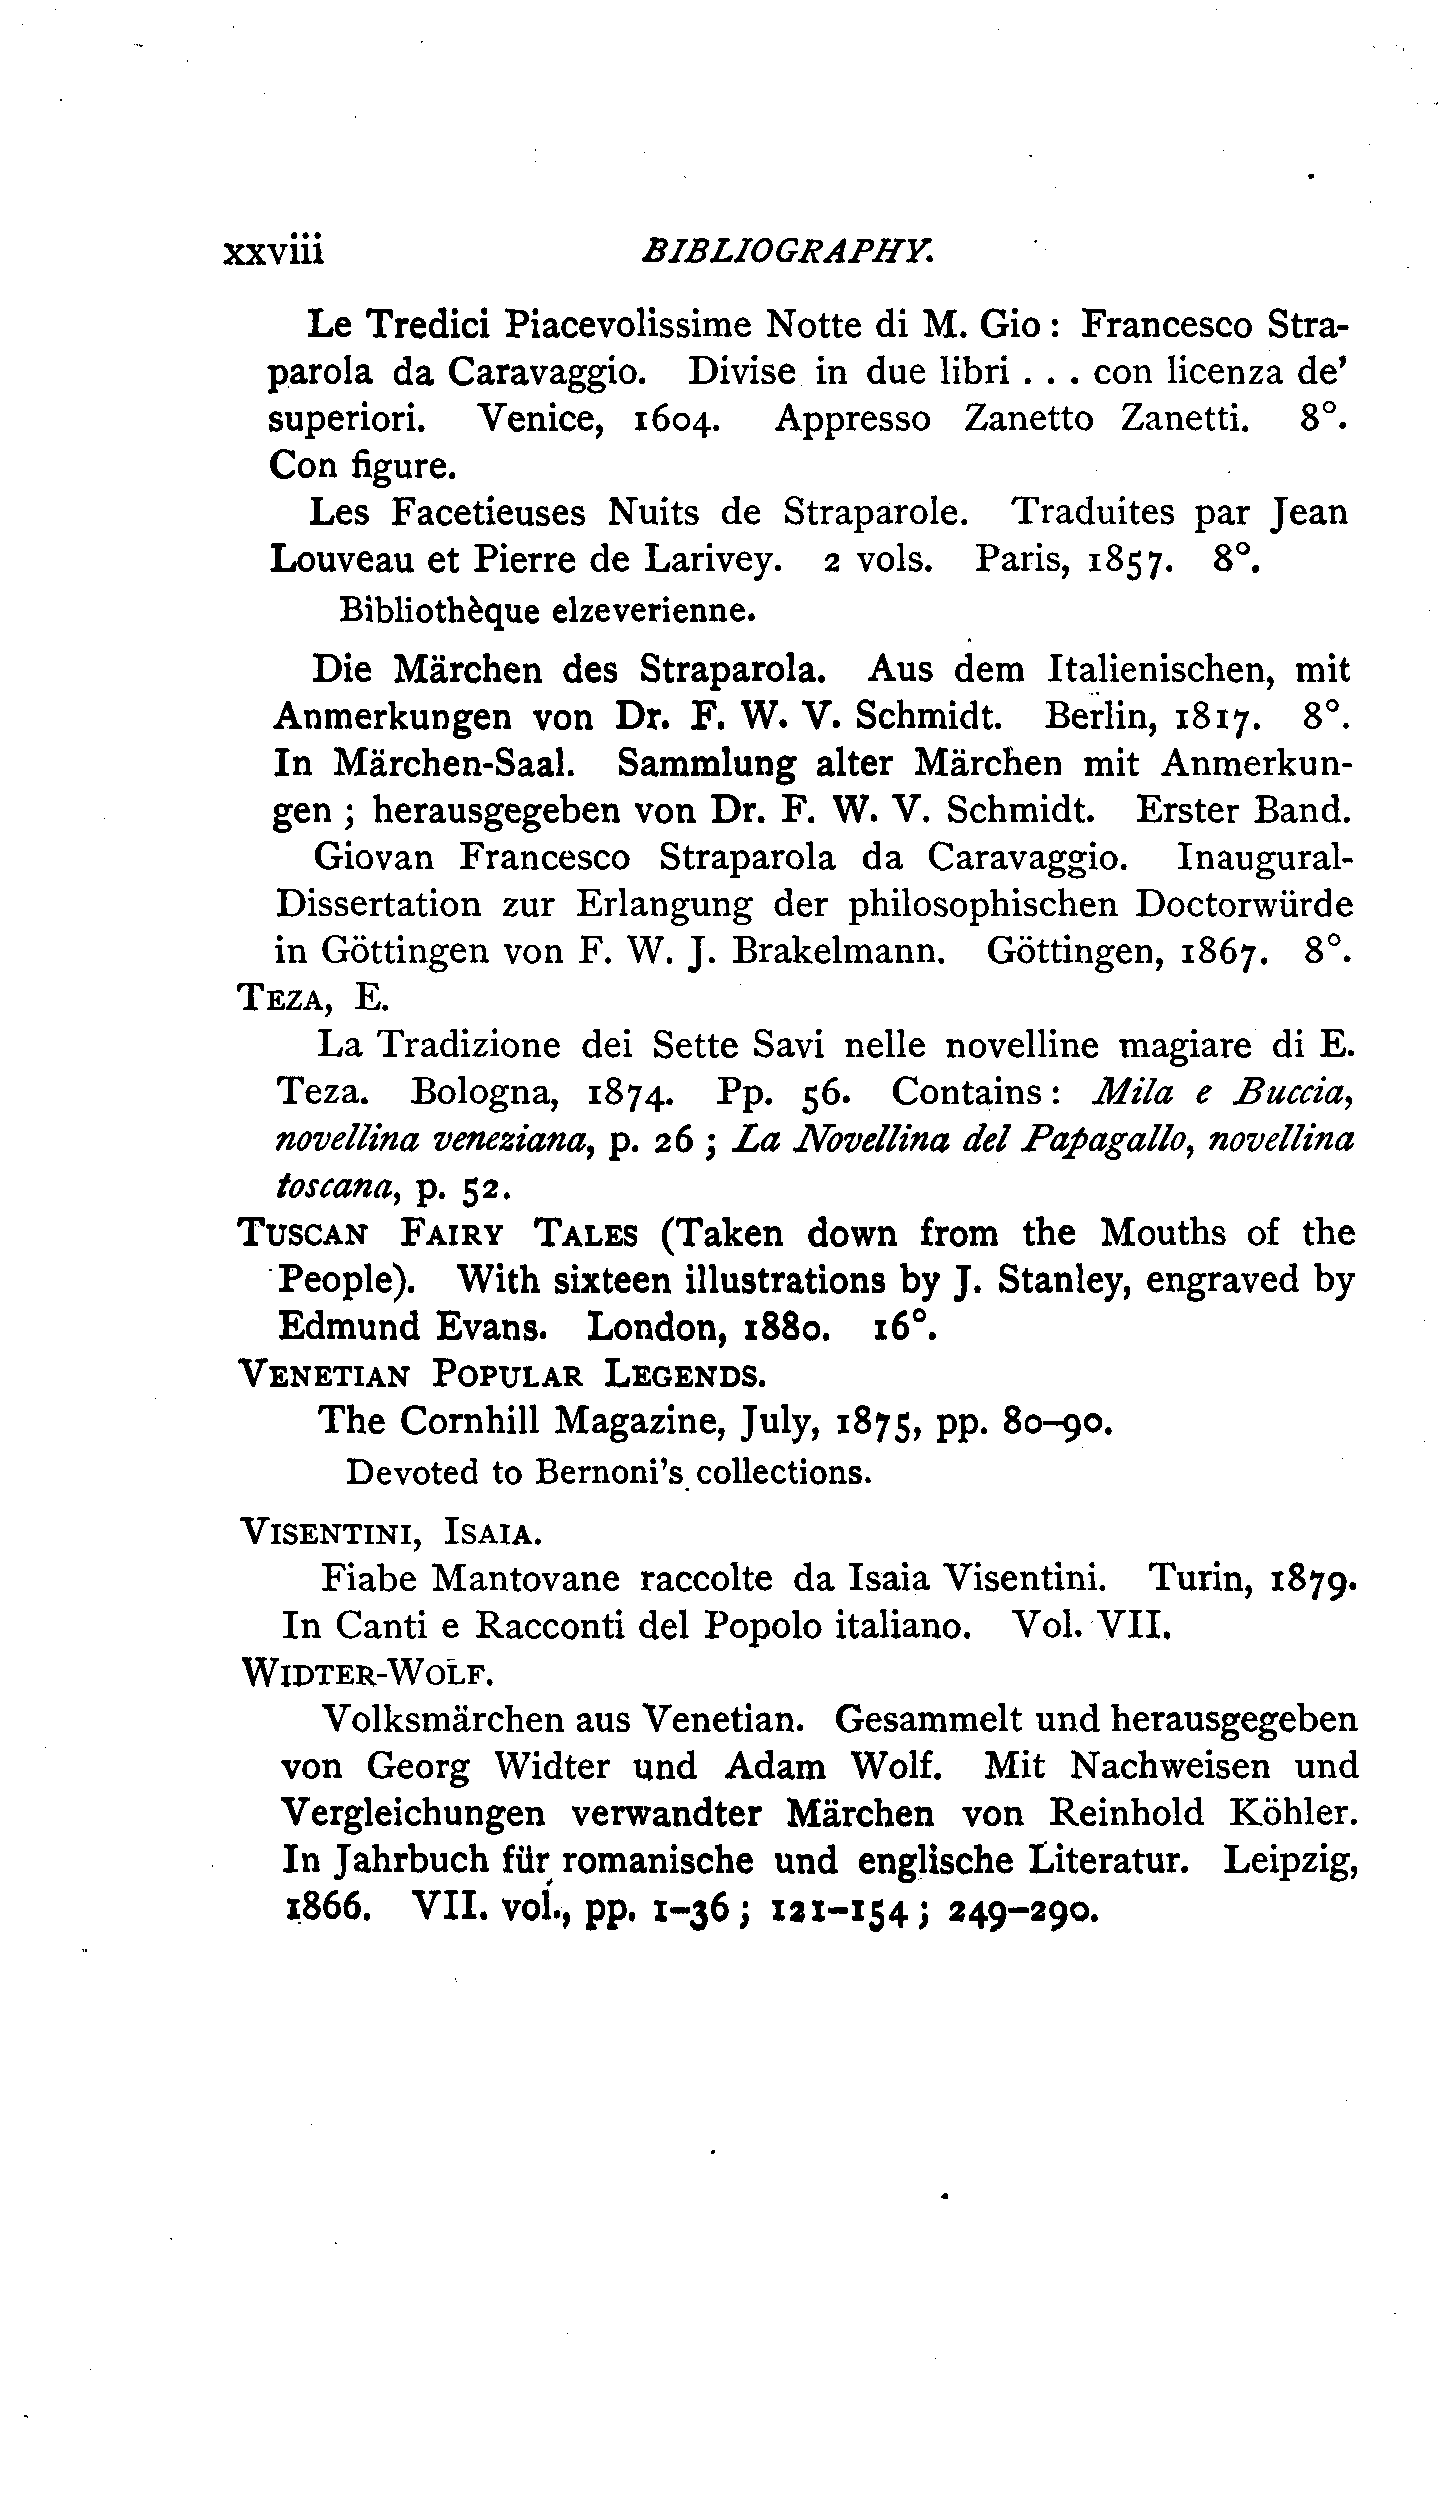 xxviii BIBLIOGRAPHY.
Le Tredici Piacevolissime Notte di M. Gio : Francesco Stra-
parola da Caravaggio. Divise in due libri . . . con licenza de'
superiori. Venice, 1604. Appresso Zanetto Zanetti. 8°.
Con figure.
Les Facetieuses Nuits de Straparole. Traduites par Jean
Louveau et Pierre de Larivey. 2 vols. Paris, 1857. 8°.
Bibliothèque elzeverienne.
Die Märchen des Straparola. Aus dem Italienischen, mit
Anmerkungen von Dr. F. W. V. Schmidt. Berlin, 1817. 8°.
In Märchen-Saal. Sammlung alter Märchen mit Anmerkun-
gen ; herausgegeben von Dr. F. W. V. Schmidt. Erster Band.
Giovan Francesco Straparola da Caravaggio. Inaugural-
Dissertation zur Erlangung der philosophischen Doctorwürde
in Göttingen von F. W. J. Brakelmann. Göttingen, 1867. 8°.
TEZA, E.
La Tradizione dei Sette Savi nelle novelline magiare di E.
Teza. Bologna, 1874. Pp. 56. Contains : Mila e Buccia,
novellina veneziana, p. 26 ; La Novellina del Papagallo, novellina
toscana, p. 52.
TUSCAN FAIRY TALES (Taken down from the Mouths of the
People). With sixteen illustrations by J. Stanley, engraved by
Edmund Evans. London, 1880. 16°.
VENETIAN POPULAR LEGENDS.
The Cornhill Magazine, July, 1875, pp. 80–90.
Devoted to Bernoni's collections.
VISENTINI, ISAIA.
Fiabe Mantovane raccolte da Isaia Visentini. Turin, 1879.
In Canti e Racconti del Popolo italiano. Vol. VII.
WIDTER-WOLF.
Volksmärchen aus Venetian. Gesammelt und herausgegeben
von Georg Widter und Adam Wolf. Mit Nachweisen und
Vergleichungen verwandter Märchen von Reinhold Köhler.
In Jahrbuch für romanische und englische Literatur. Leipzig,
1866. VII. vol., pp. 1–36 ; 121–154 ; 249–290.